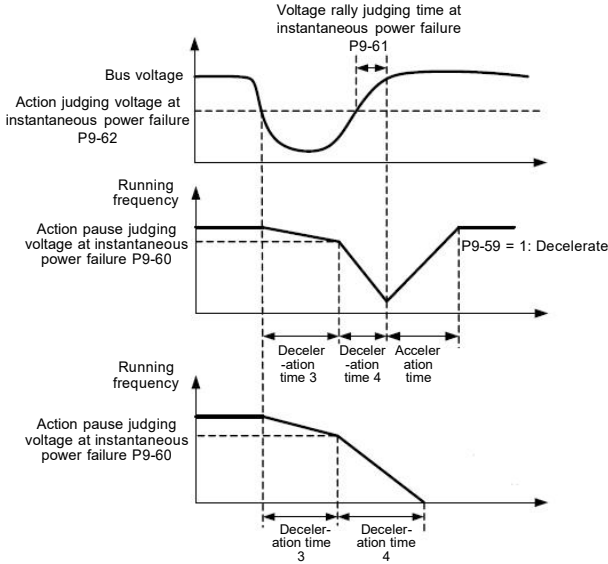 Voltage rally judging time at
instantaneous power failure
P9-61
Bus voltage
Action judging voltage at
instantaneous power failure
P9-62
Running
frequency
Action pause judging
voltage at instantaneous
power failure P9-60
P9-59 = 1: Decelerate
Deceler
-ation
time 3
Deceler
-ation
time 4
Acceler
ation
time
Running
frequency
Action pause judging
voltage at instantaneous
power failure P9-60
Deceler-
ation time
3
Deceler-
ation time
4